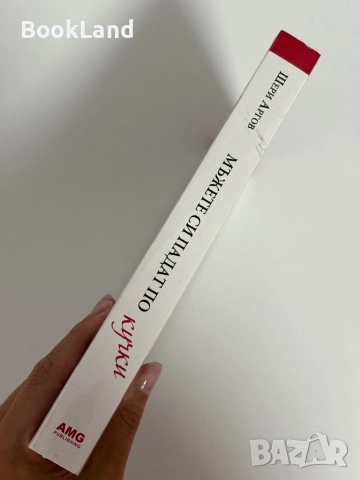 BookLand
ШЕРИ АРГОВ
МЪЖЕТЕ СИ ПАДАТ ПО кучки
AMG
PUBLISHING
BAZAR